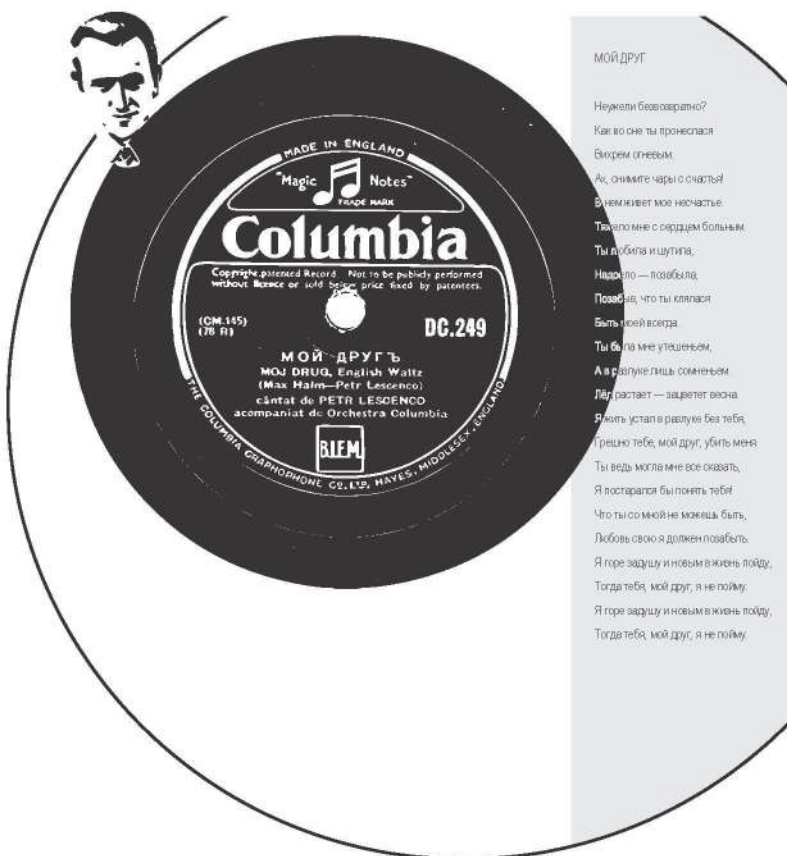 MADE IN ENGLAND
"Magic Notes"
TRADE MARK
Columbia
Copyright patented Record. Not to be publicly performed
without licence or sold below price fixed by patentees.
(CM.145)
(78 R)
DC.249
МОЙ ДРУГЪ
MOJ DRUG, English Waltz
(Max Halm—Petr Lescenco)
cântat de PETR LESCENCO
acompaniat de Orchestra Columbia
B.I.E.M.
THE COLUMBIA GRAPHOPHONE CO. LTD. HAYES, MIDDLESEX, ENGLAND
МОЙ ДРУГ
Неужели безвозвратно?
Как во сне ты пронеслася
Вихрем огневым.
Ах, снимите чары с счастья!
В нем живет мое несчастье.
Тяжело мне с сердцем больным.
Ты любила и шутила,
Надоело — позабыла,
Позабыв, что ты клялася
Быть моей всегда.
Ты была мне утешеньем,
А в разлуке лишь сомненьем.
Лёд растает — зацветет весна.
Я жить устал в разлуке без тебя,
Грешно тебе, мой друг, убить меня.
Ты ведь могла мне все сказать,
Я постарался бы понять тебя!
Что ты со мной не можешь быть,
Любовь свою я должен позабыть.
Я горе задушу и новым в жизнь пойду,
Тогда тебя, мой друг, я не пойму.
Я горе задушу и новым в жизнь пойду,
Тогда тебя, мой друг, я не пойму.